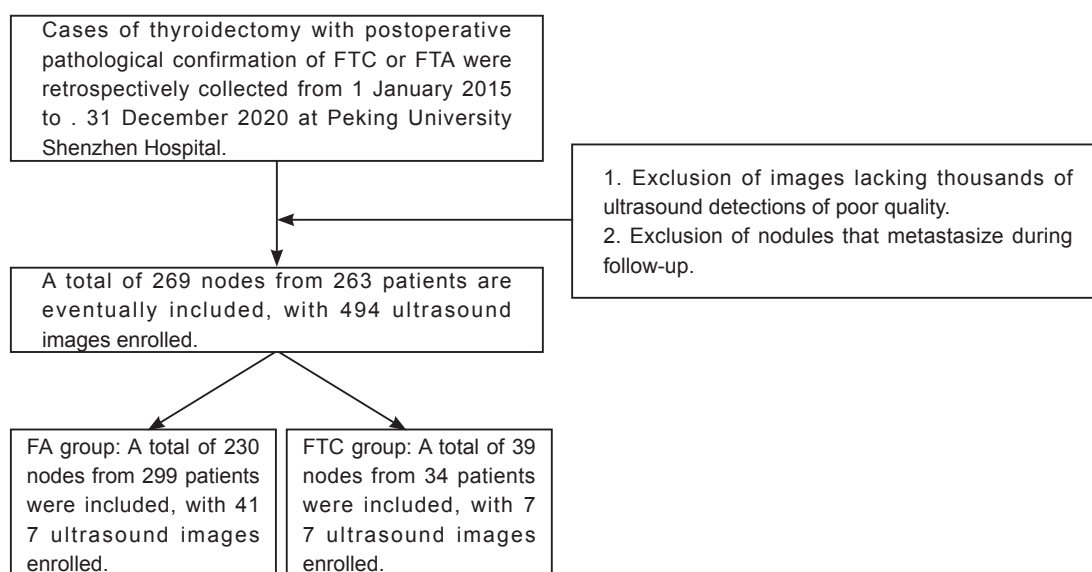 Cases of thyroidectomy with postoperative
pathological confirmation of FTC or FTA were
retrospectively collected from 1 January 2015
to . 31 December 2020 at Peking University
Shenzhen Hospital.
1. Exclusion of images lacking thousands of
ultrasound detections of poor quality.
2. Exclusion of nodules that metastasize during
follow-up.
A total of 269 nodes from 263 patients are
eventually included, with 494 ultrasound
images enrolled.
FA group: A total of 230
nodes from 299 patients
were included, with 41
7 ultrasound images
enrolled.
FTC group: A total of 39
nodes from 34 patients
were included, with 7
7 ultrasound images
enrolled.